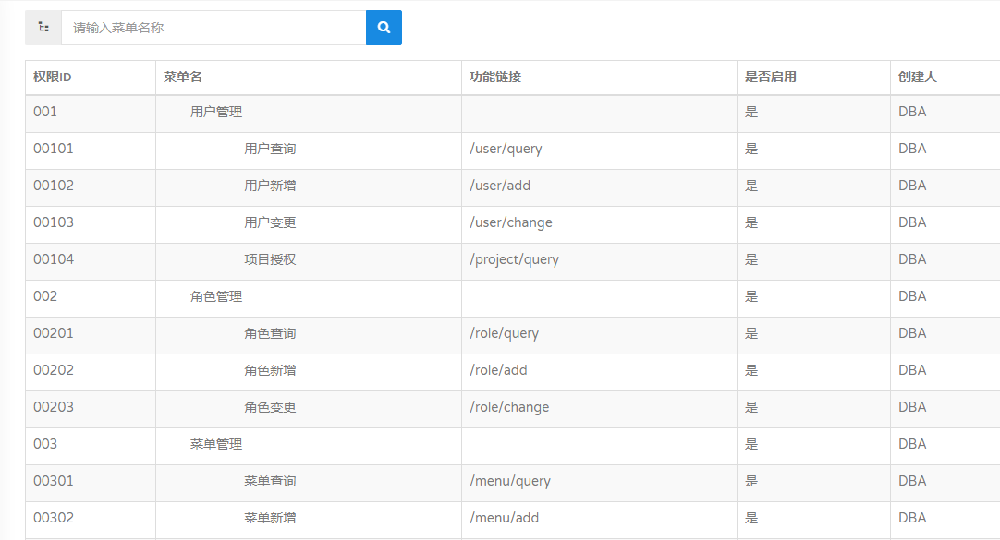 请输入菜单名称
权限ID 菜单名 功能链接 是否启用 创建人
001 用户管理 是 DBA
00101 用户查询 /user/query 是 DBA
00102 用户新增 /user/add 是 DBA
00103 用户变更 /user/change 是 DBA
00104 项目授权 /project/query 是 DBA
002 角色管理 是 DBA
00201 角色查询 /role/query 是 DBA
00202 角色新增 /role/add 是 DBA
00203 角色变更 /role/change 是 DBA
003 菜单管理 是 DBA
00301 菜单查询 /menu/query 是 DBA
00302 菜单新增 /menu/add 是 DBA